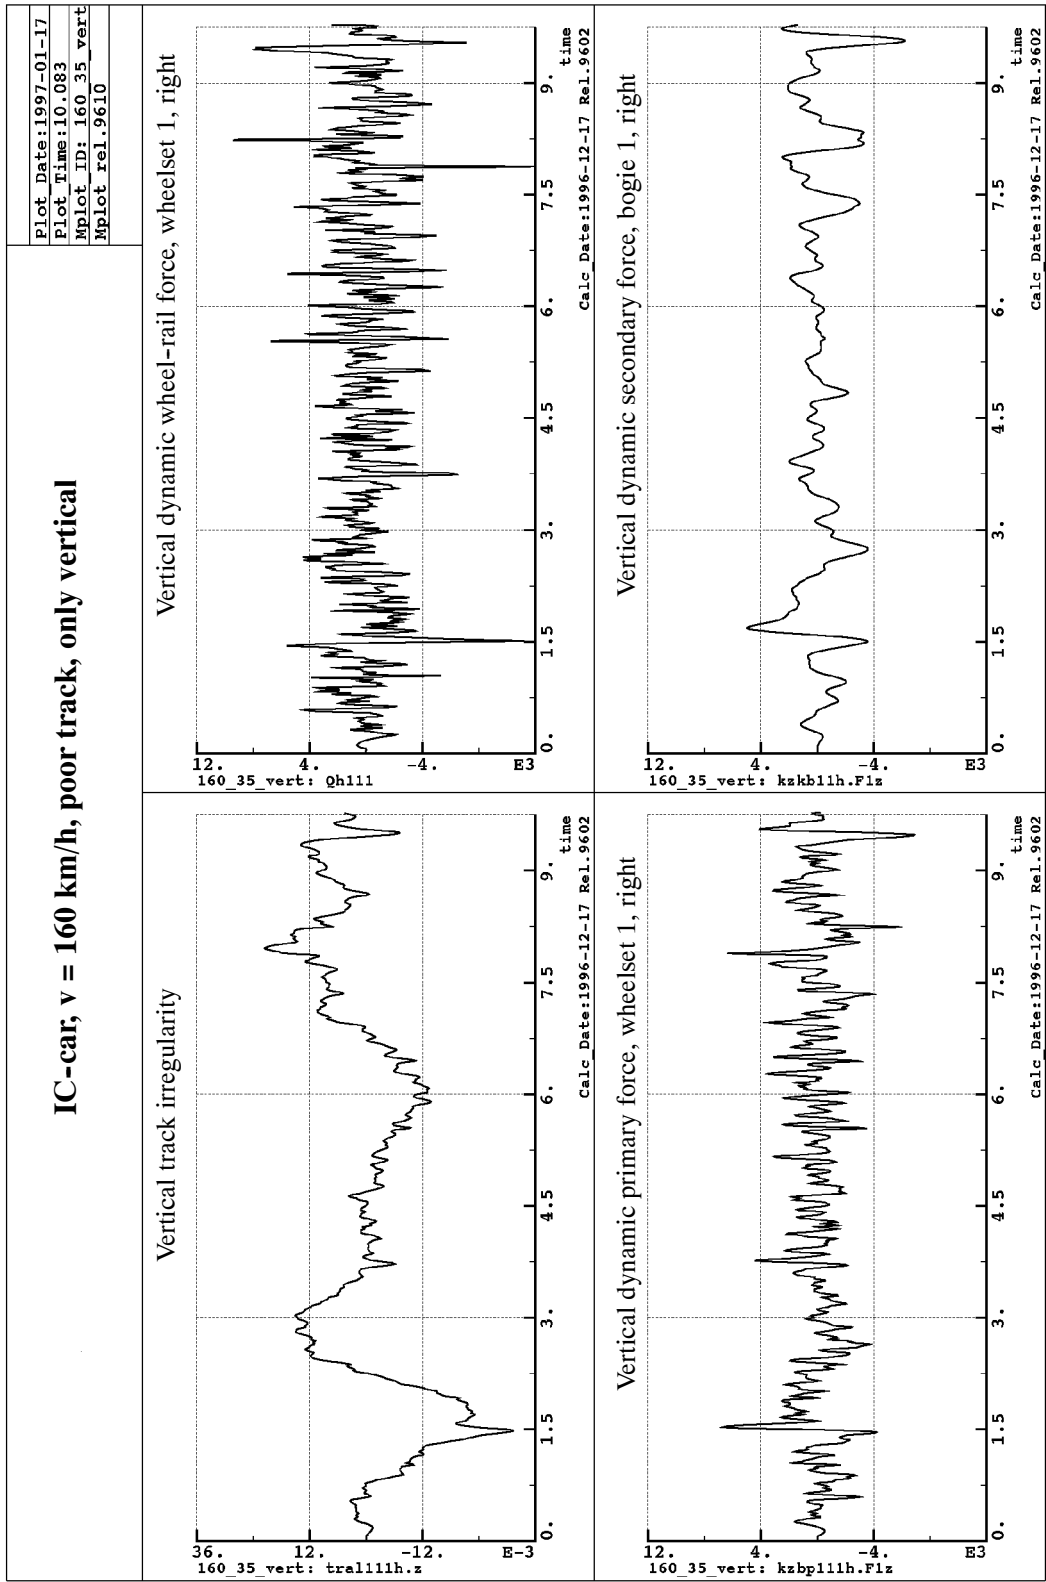 IC-car, v = 160 km/h, poor track, only vertical
Plot_Date:1997-01-17
Plot_Time:10.083
Mplot_ID: 160_35_vert
Mplot rel.9610
Vertical track irregularity
36.
12.
-12.
E-3
0. 1.5 3. 4.5 6. 7.5 9.
time
160_35_vert: tral111h.z
Calc_Date:1996-12-17 Rel.9602
Vertical dynamic wheel-rail force, wheelset 1, right
12.
4.
-4.
E3
0. 1.5 3. 4.5 6. 7.5 9.
time
160_35_vert: Qh111
Calc_Date:1996-12-17 Rel.9602
Vertical dynamic primary force, wheelset 1, right
12.
4.
-4.
E3
0. 1.5 3. 4.5 6. 7.5 9.
time
160_35_vert: kzbp111h.F1z
Calc_Date:1996-12-17 Rel.9602
Vertical dynamic secondary force, bogie 1, right
12.
4.
-4.
E3
0. 1.5 3. 4.5 6. 7.5 9.
time
160_35_vert: kzkb11h.F1z
Calc_Date:1996-12-17 Rel.9602